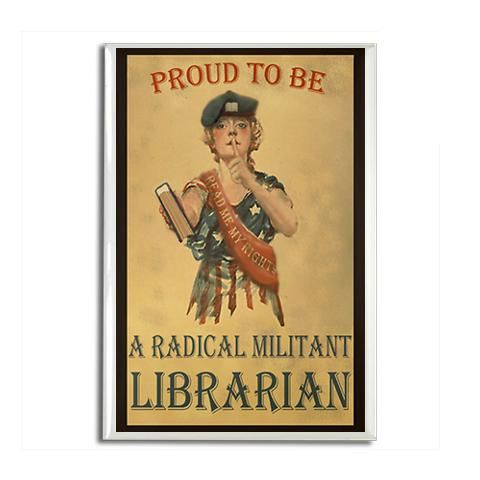 PROUD TO BE
READ ME MY RIGHTS
A RADICAL MILITANT
LIBRARIAN